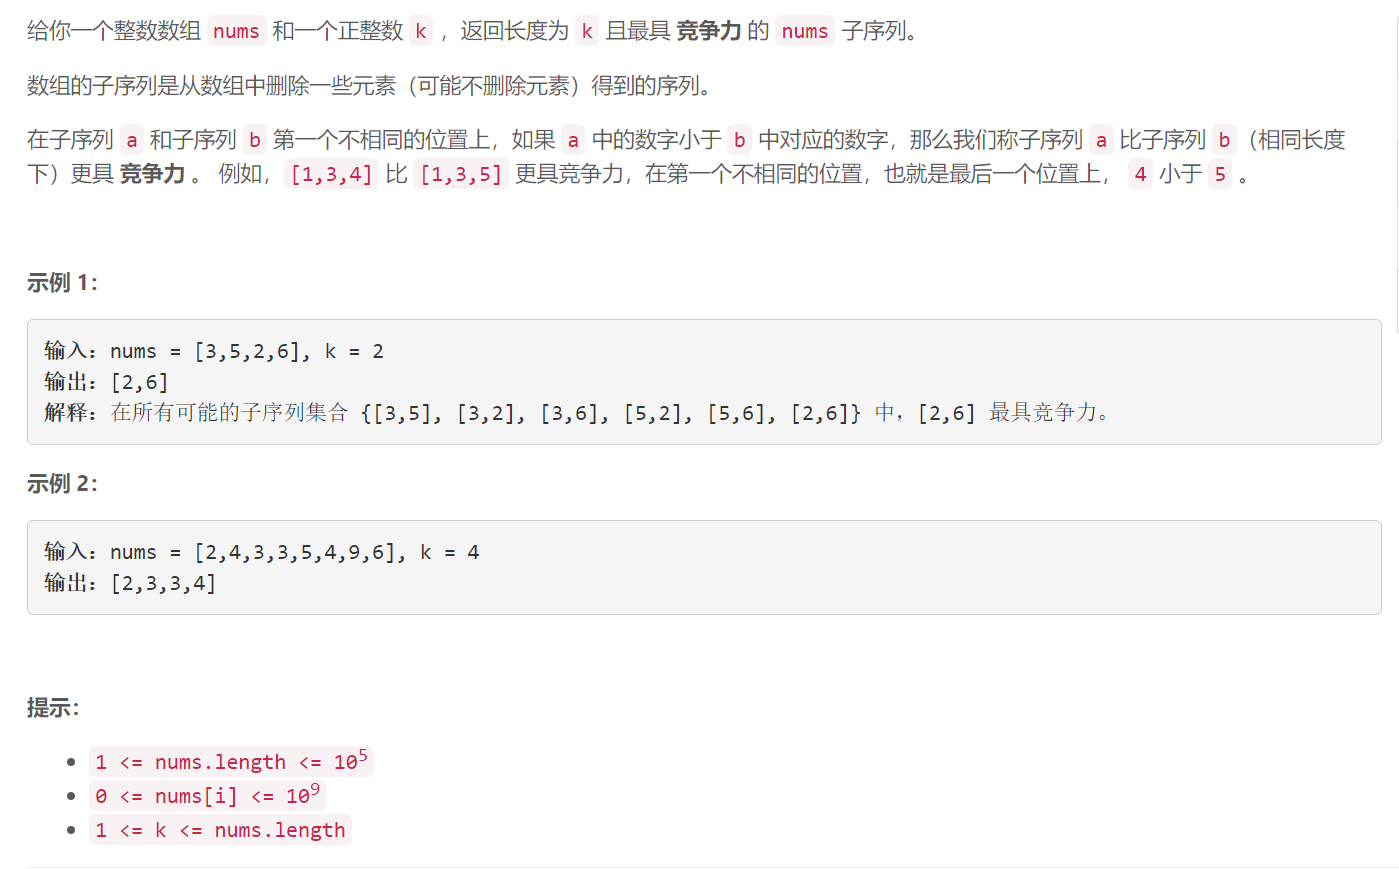 给你一个整数数组 nums 和一个正整数 k ，返回长度为 k 且最具 竞争力 的 nums 子序列。
数组的子序列是从数组中删除一些元素（可能不删除元素）得到的序列。
在子序列 a 和子序列 b 第一个不相同的位置上，如果 a 中的数字小于 b 中对应的数字，那么我们称子序列 a 比子序列 b（相同长度
下）更具 竞争力 。 例如， [1,3,4] 比 [1,3,5] 更具竞争力，在第一个不相同的位置，也就是最后一个位置上， 4 小于 5 。
示例 1：
输入：nums = [3,5,2,6], k = 2
输出：[2,6]
解释：在所有可能的子序列集合 {[3,5], [3,2], [3,6], [5,2], [5,6], [2,6]} 中，[2,6] 最具竞争力。
示例 2：
输入：nums = [2,4,3,3,5,4,9,6], k = 4
输出：[2,3,3,4]
提示：
• 1 <= nums.length <= 10⁵
• 0 <= nums[i] <= 10⁹
• 1 <= k <= nums.length